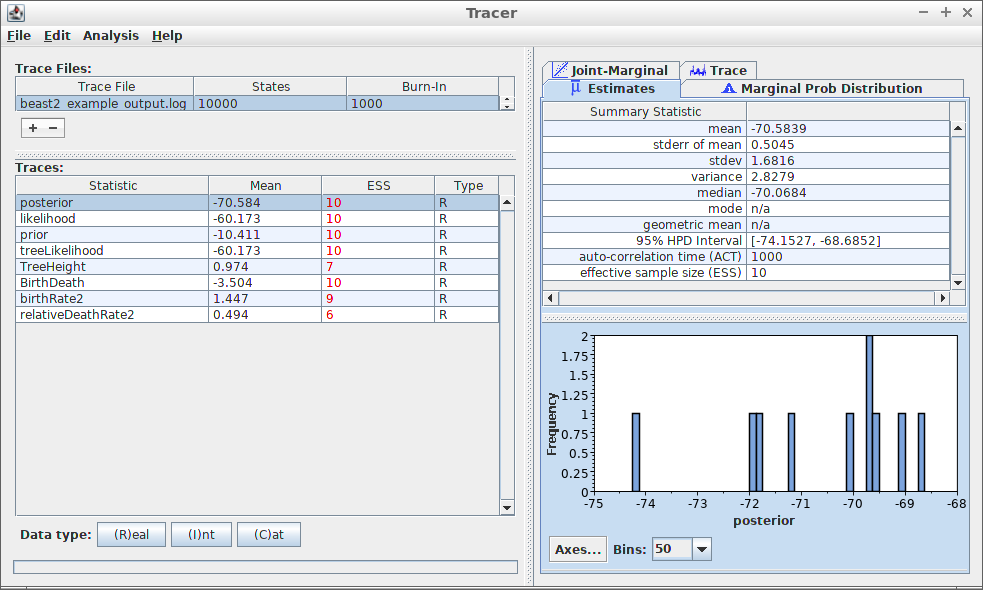 Tracer
File Edit Analysis Help
Trace Files:
Trace File States Burn-In
beast2_example_output.log 10000 1000
+ −
Traces:
Statistic Mean ESS Type
posterior -70.584 10 R
likelihood -60.173 10 R
prior -10.411 10 R
treeLikelihood -60.173 10 R
TreeHeight 0.974 7 R
BirthDeath -3.504 10 R
birthRate2 1.447 9 R
relativeDeathRate2 0.494 6 R
Data type: (R)eal (I)nt (C)at
Joint-Marginal Trace
μ Estimates Marginal Prob Distribution
Summary Statistic
mean -70.5839
stderr of mean 0.5045
stdev 1.6816
variance 2.8279
median -70.0684
mode n/a
geometric mean n/a
95% HPD Interval [-74.1527, -68.6852]
auto-correlation time (ACT) 1000
effective sample size (ESS) 10
Frequency
2
1.75
1.5
1.25
1
0.75
0.5
0.25
0
-75 -74 -73 -72 -71 -70 -69 -68
posterior
Axes... Bins: 50